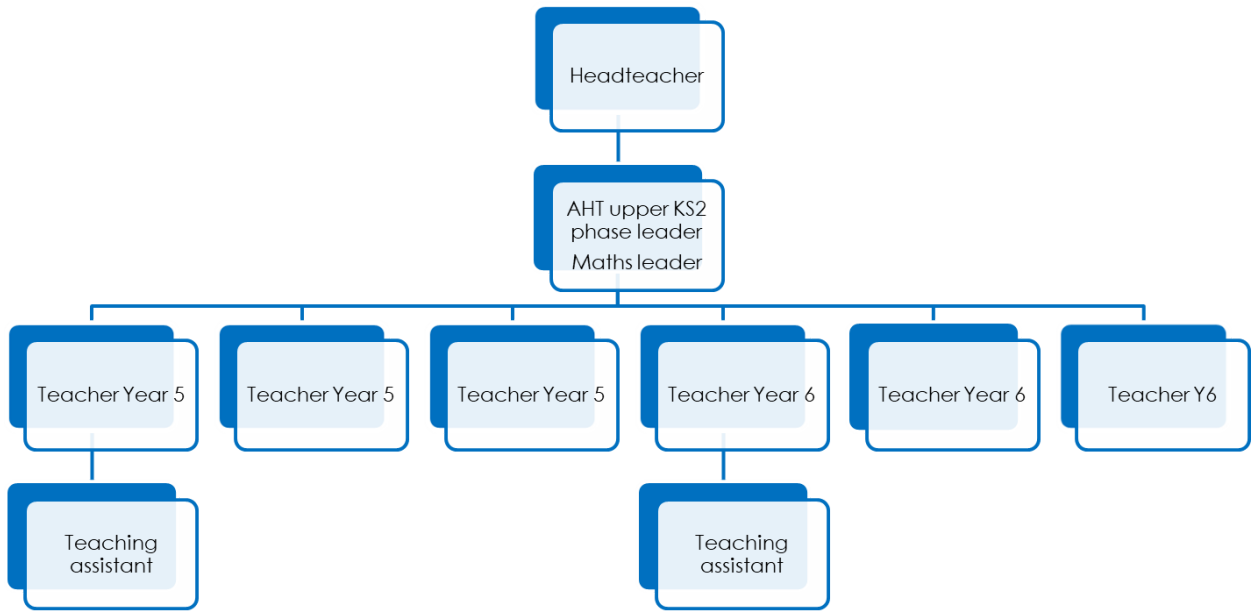 Headteacher
AHT upper KS2
phase leader
Maths leader
Teacher Year 5
Teacher Year 5
Teacher Year 5
Teacher Year 6
Teacher Year 6
Teacher Y6
Teaching
assistant
Teaching
assistant